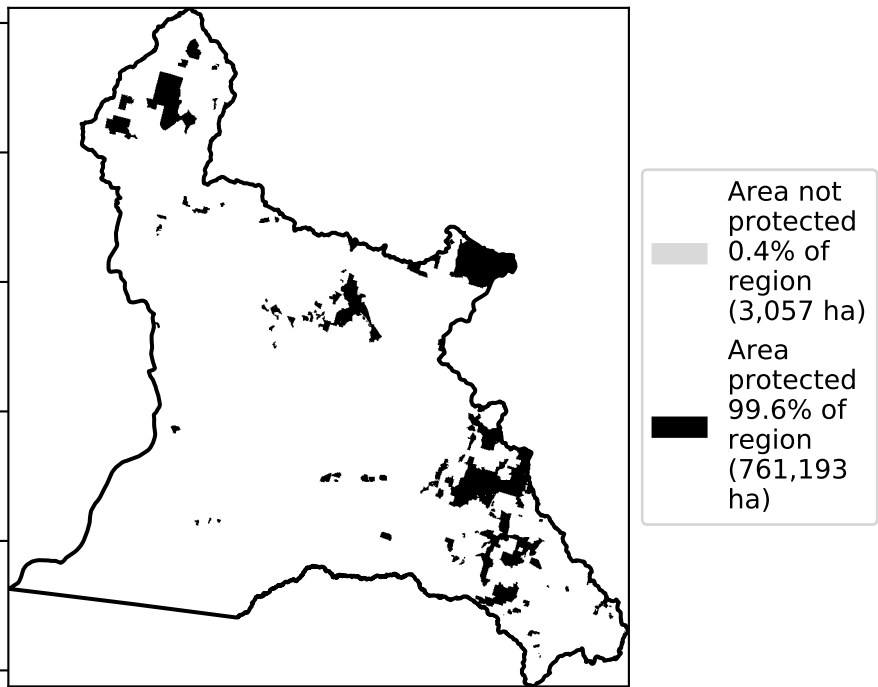 Area not
protected
0.4% of
region
(3,057 ha)
Area
protected
99.6% of
region
(761,193
ha)